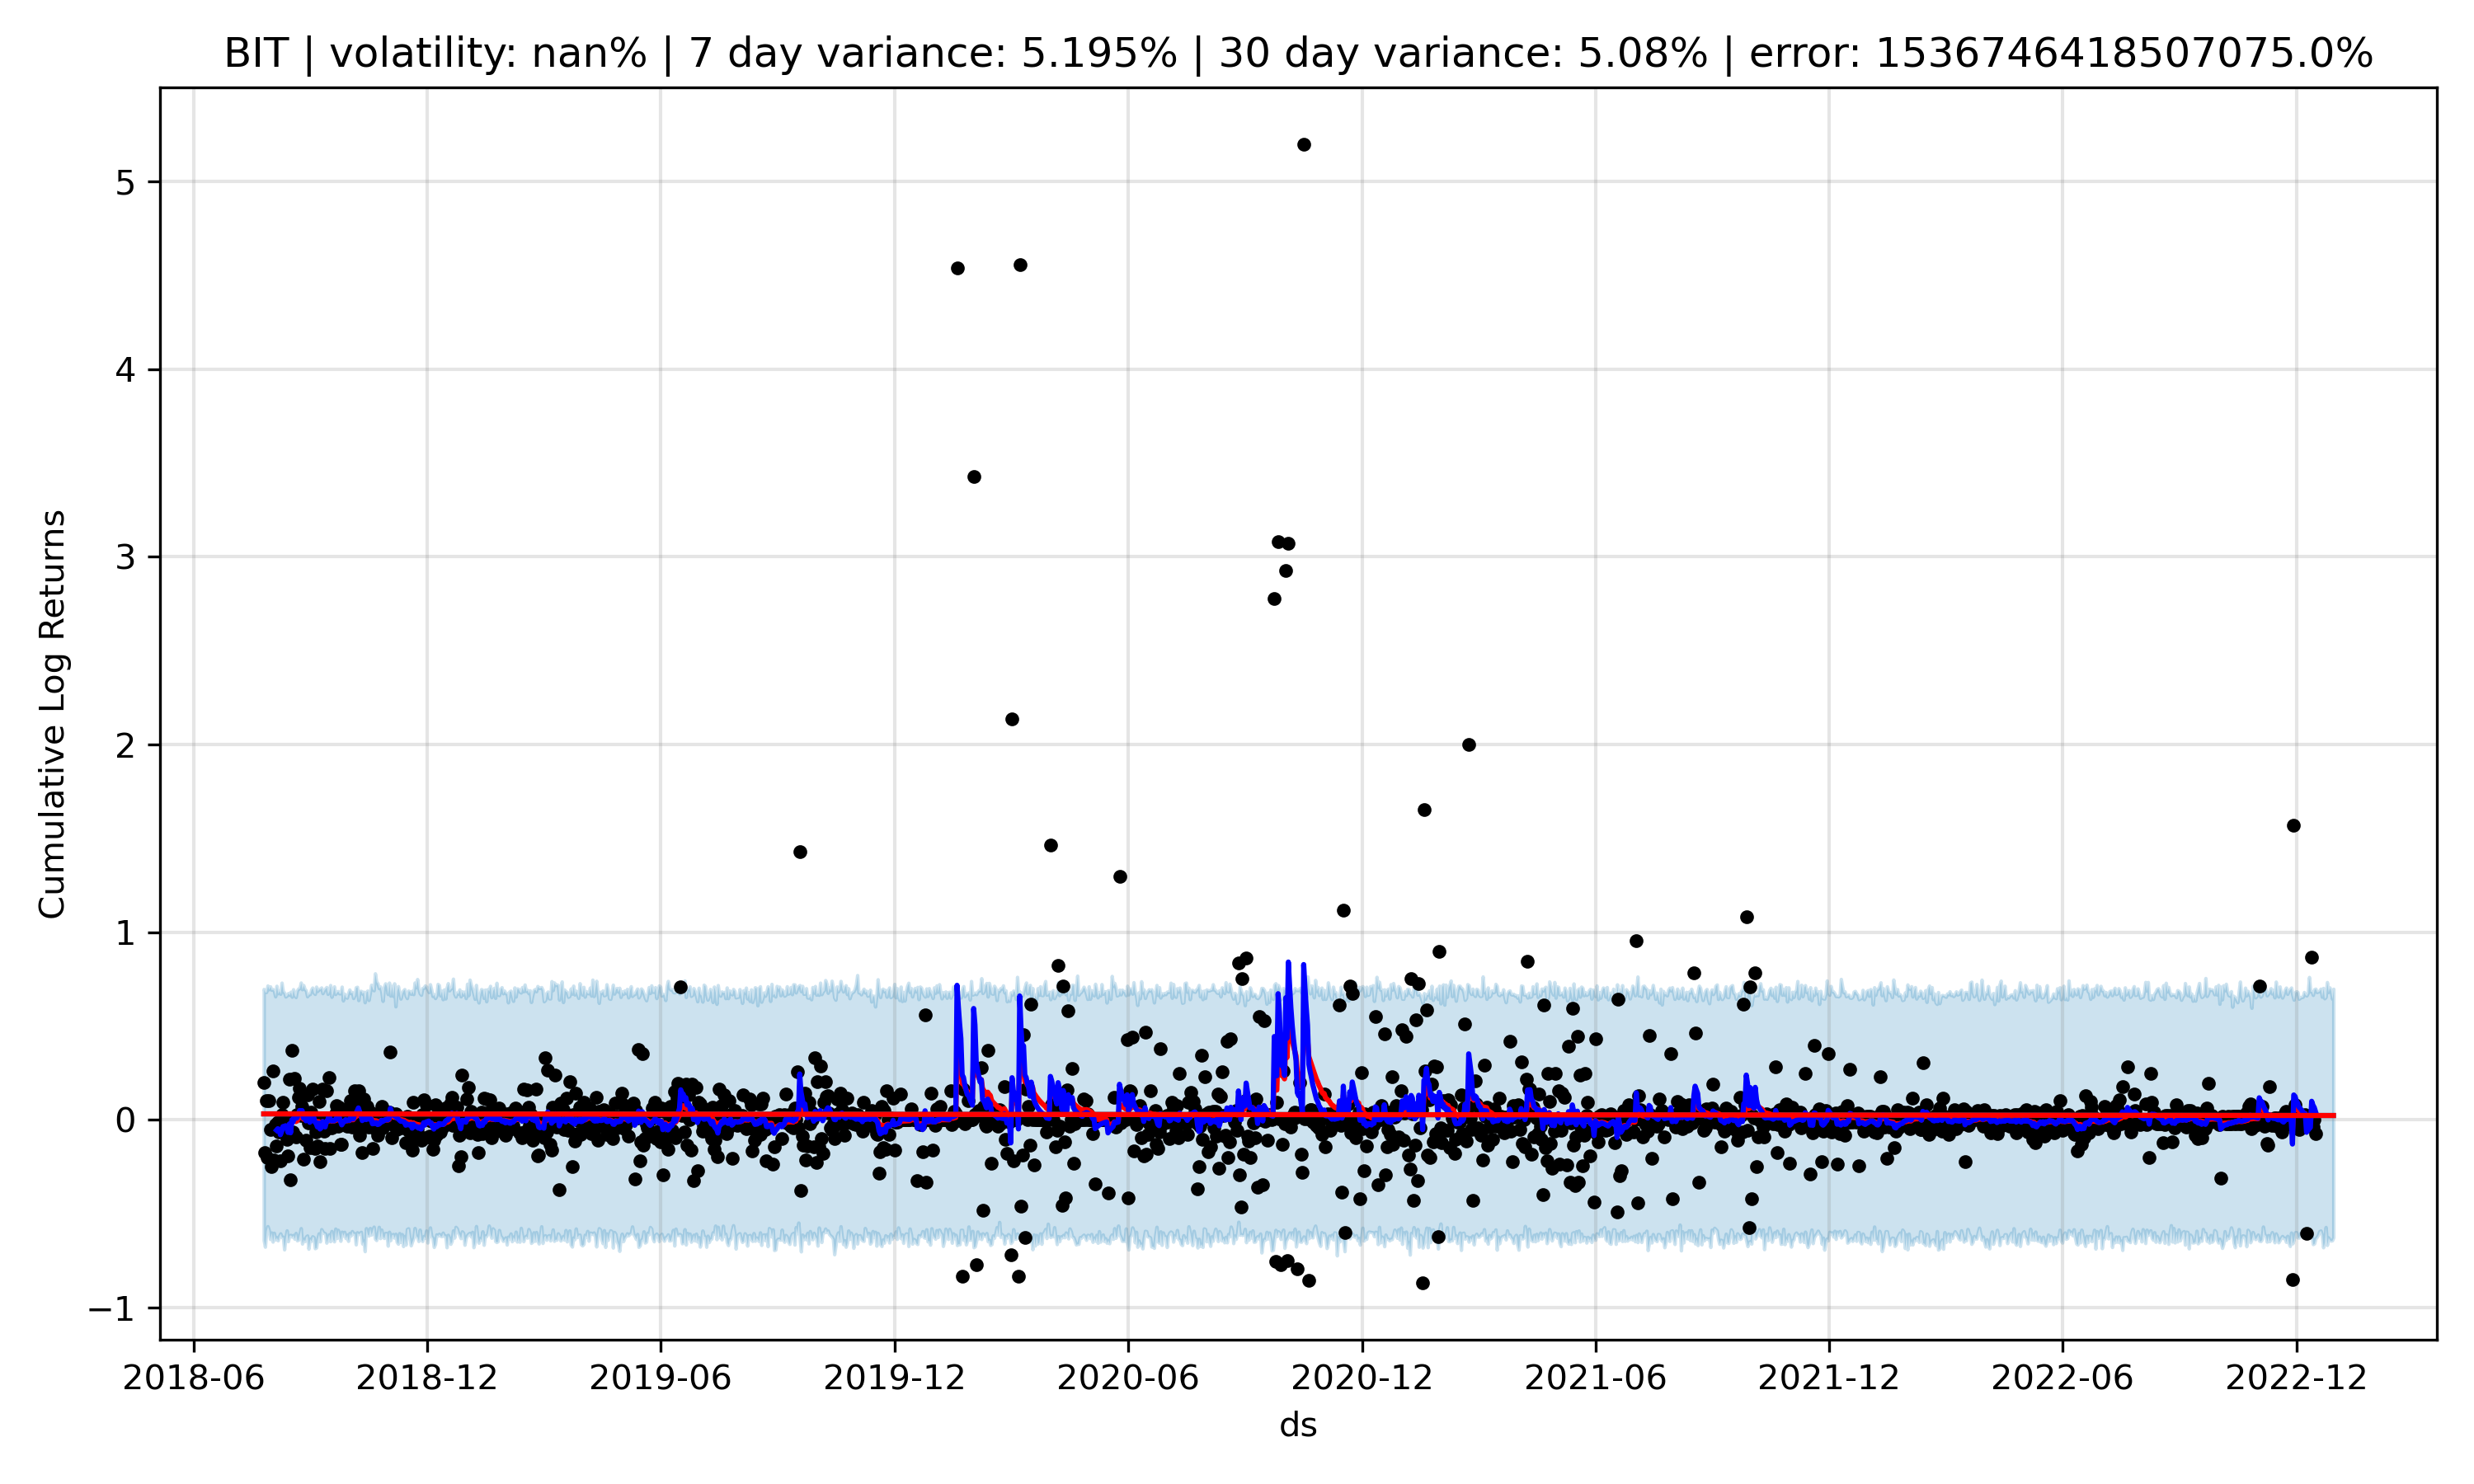 BIT | volatility: nan% | 7 day variance: 5.195% | 30 day variance: 5.08% | error: 1536746418507075.0%
Cumulative Log Returns
5
4
3
2
1
0
−1
2018-06 2018-12 2019-06 2019-12 2020-06 2020-12 2021-06 2021-12 2022-06 2022-12
ds